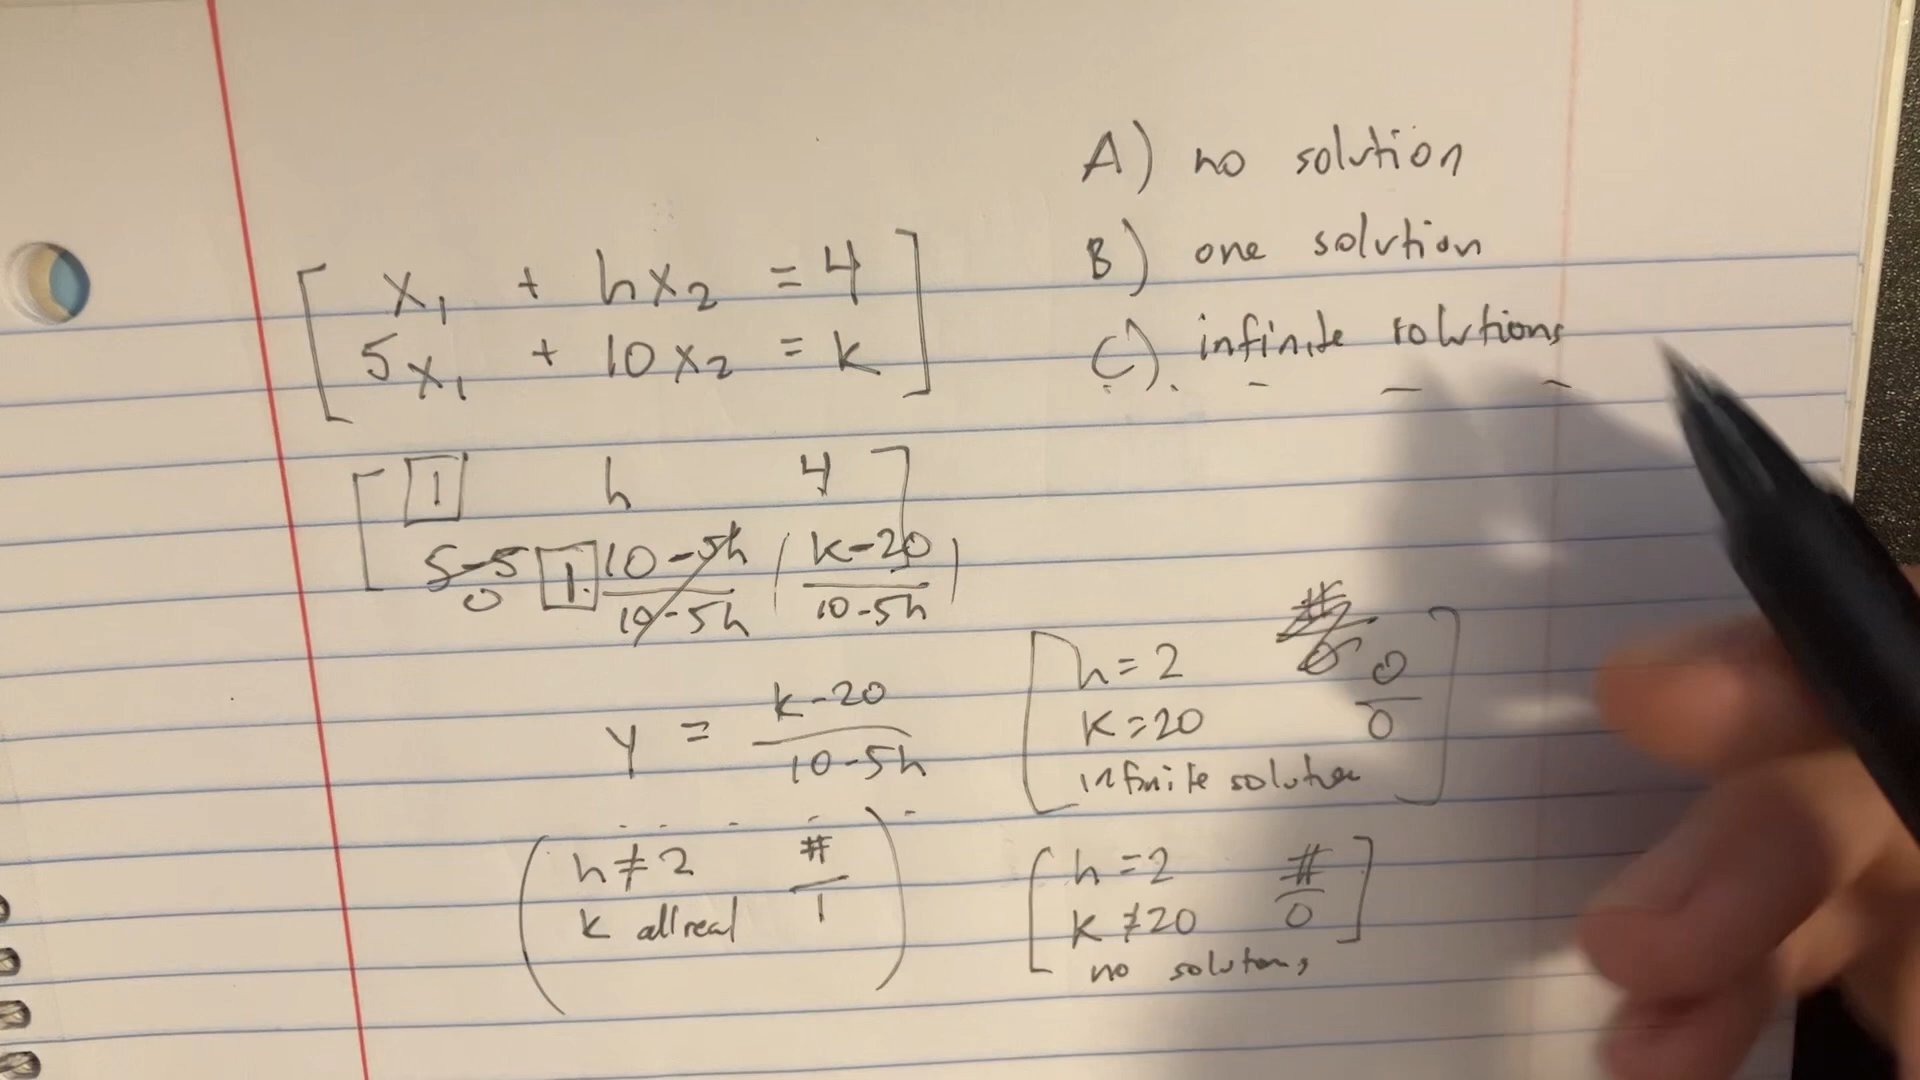 A) no solution
B) one solution
C) infinite solutions
[ x₁ + hx₂ = 4
5x₁ + 10x₂ = k ]
[ 1 h 4 ]
5-5 1 10-5h | k-20 |
0 10-5h 10-5h
y = k-20
10-5h
h≠2 #
k all real 1
h=2 0
k=20 0
infinite solution
h=2 #
k≠20 0
no solutons